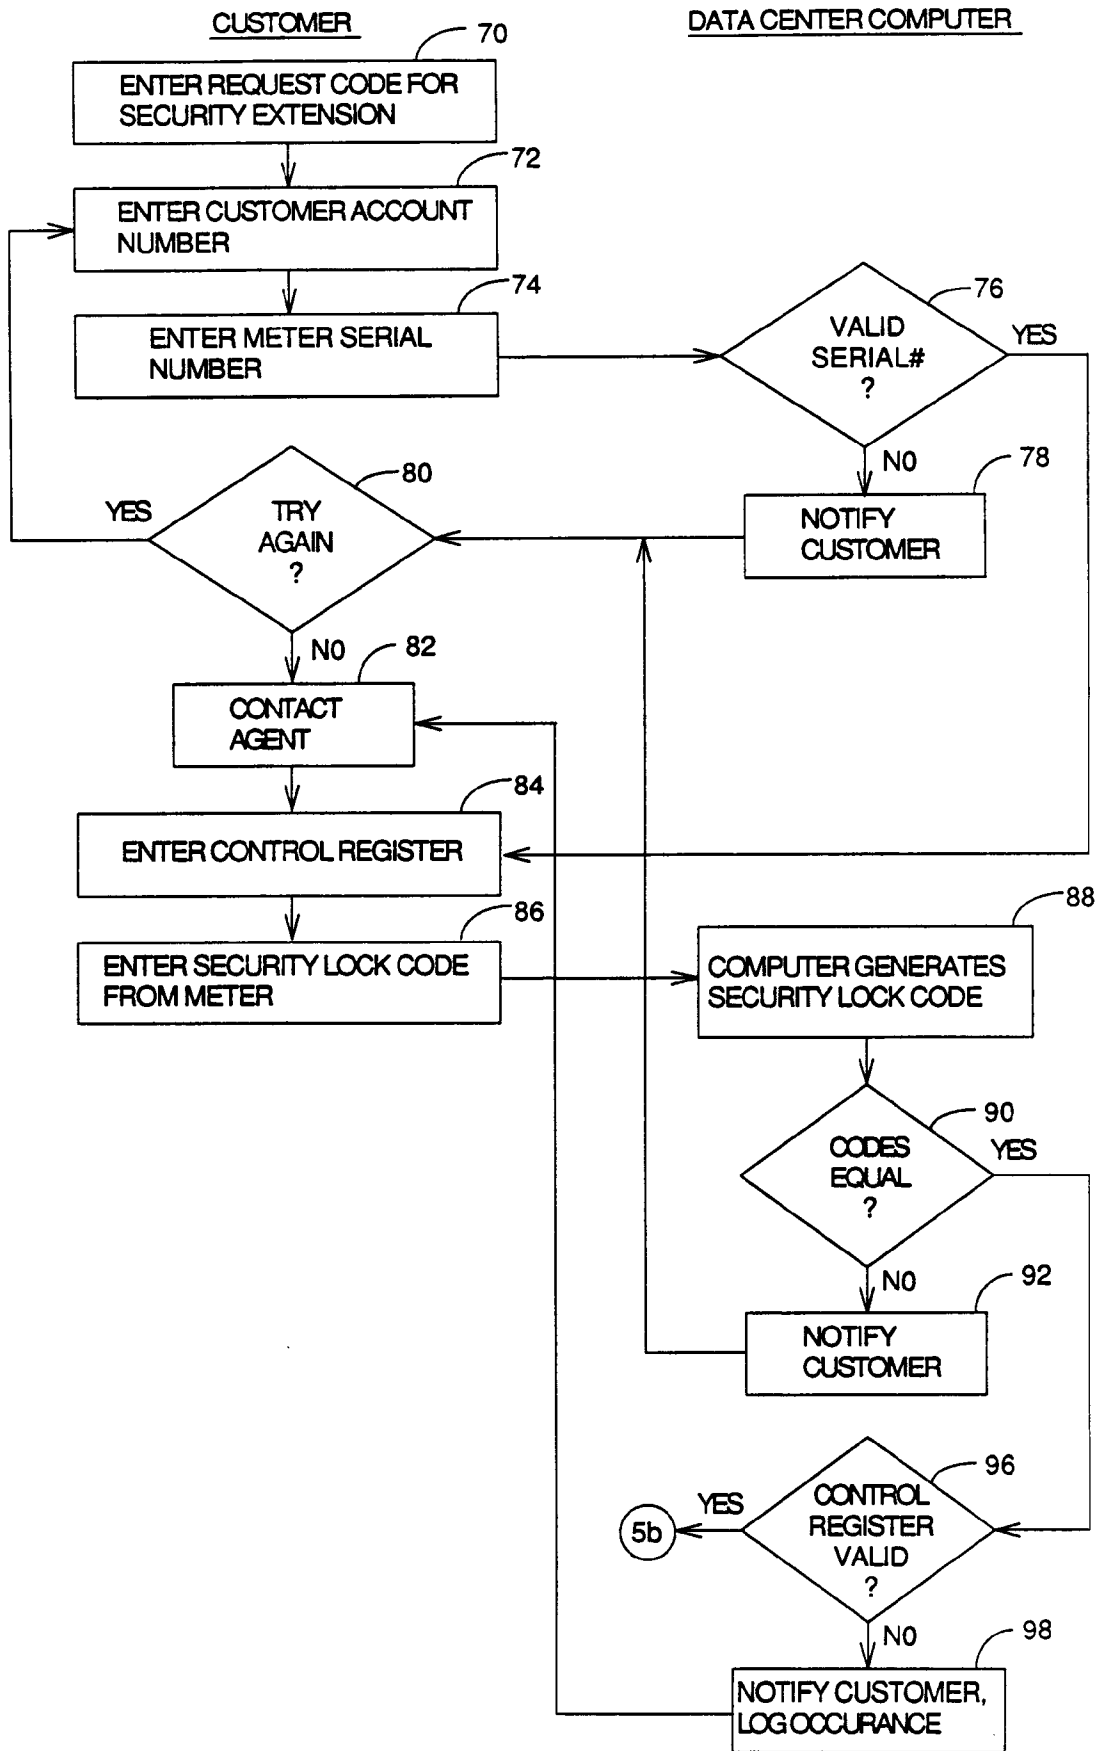 CUSTOMER
DATA CENTER COMPUTER
70
ENTER REQUEST CODE FOR
SECURITY EXTENSION
72
ENTER CUSTOMER ACCOUNT
NUMBER
74
ENTER METER SERIAL
NUMBER
76
VALID
SERIAL#
?
YES
NO
78
NOTIFY
CUSTOMER
80
YES
TRY
AGAIN
?
NO
82
CONTACT
AGENT
84
ENTER CONTROL REGISTER
86
ENTER SECURITY LOCK CODE
FROM METER
88
COMPUTER GENERATES
SECURITY LOCK CODE
90
CODES
EQUAL
?
YES
NO
92
NOTIFY
CUSTOMER
96
CONTROL
REGISTER
VALID
?
YES
5b
NO
98
NOTIFY CUSTOMER,
LOG OCCURANCE